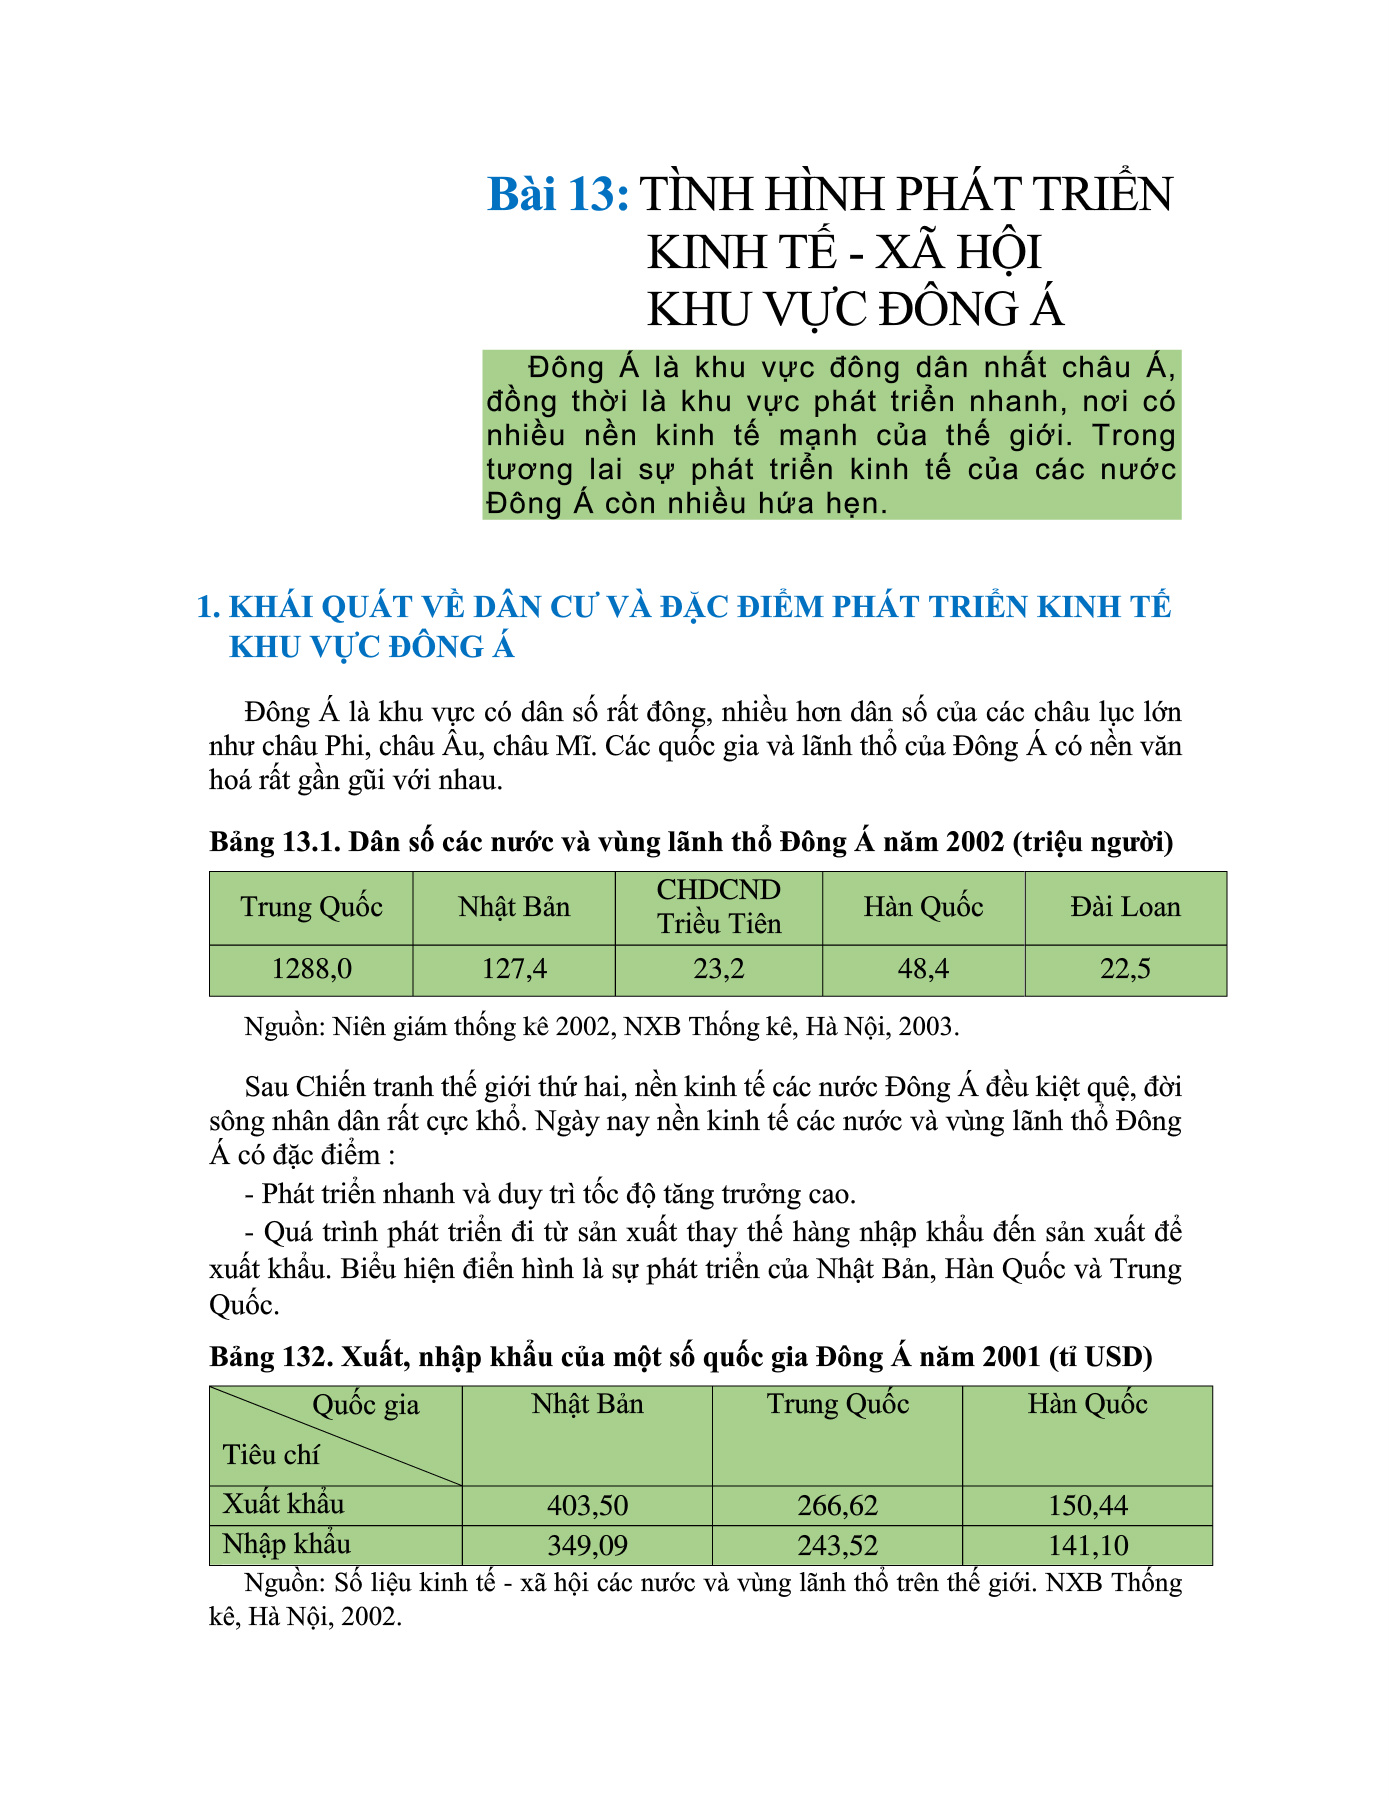 Bài 13: TÌNH HÌNH PHÁT TRIỂN
KINH TẾ - XÃ HỘI
KHU VỰC ĐÔNG Á
Đông Á là khu vực đông dân nhất châu Á,
đồng thời là khu vực phát triển nhanh, nơi có
nhiều nền kinh tế mạnh của thế giới. Trong
tương lai sự phát triển kinh tế của các nước
Đông Á còn nhiều hứa hẹn.
1. KHÁI QUÁT VỀ DÂN CƯ VÀ ĐẶC ĐIỂM PHÁT TRIỂN KINH TẾ
KHU VỰC ĐÔNG Á
Đông Á là khu vực có dân số rất đông, nhiều hơn dân số của các châu lục lớn
như châu Phi, châu Âu, châu Mĩ. Các quốc gia và lãnh thổ của Đông Á có nền văn
hoá rất gần gũi với nhau.
Bảng 13.1. Dân số các nước và vùng lãnh thổ Đông Á năm 2002 (triệu người)
Trung Quốc Nhật Bản CHDCND Triều Tiên Hàn Quốc Đài Loan
1288,0 127,4 23,2 48,4 22,5
Nguồn: Niên giám thống kê 2002, NXB Thống kê, Hà Nội, 2003.
Sau Chiến tranh thế giới thứ hai, nền kinh tế các nước Đông Á đều kiệt quệ, đời
sông nhân dân rất cực khổ. Ngày nay nền kinh tế các nước và vùng lãnh thổ Đông
Á có đặc điểm :
- Phát triển nhanh và duy trì tốc độ tăng trưởng cao.
- Quá trình phát triển đi từ sản xuất thay thế hàng nhập khẩu đến sản xuất để
xuất khẩu. Biểu hiện điển hình là sự phát triển của Nhật Bản, Hàn Quốc và Trung
Quốc.
Bảng 132. Xuất, nhập khẩu của một số quốc gia Đông Á năm 2001 (tỉ USD)
Quốc gia Nhật Bản Trung Quốc Hàn Quốc
Tiêu chí
Xuất khẩu 403,50 266,62 150,44
Nhập khẩu 349,09 243,52 141,10
Nguồn: Số liệu kinh tế - xã hội các nước và vùng lãnh thổ trên thế giới. NXB Thống
kê, Hà Nội, 2002.